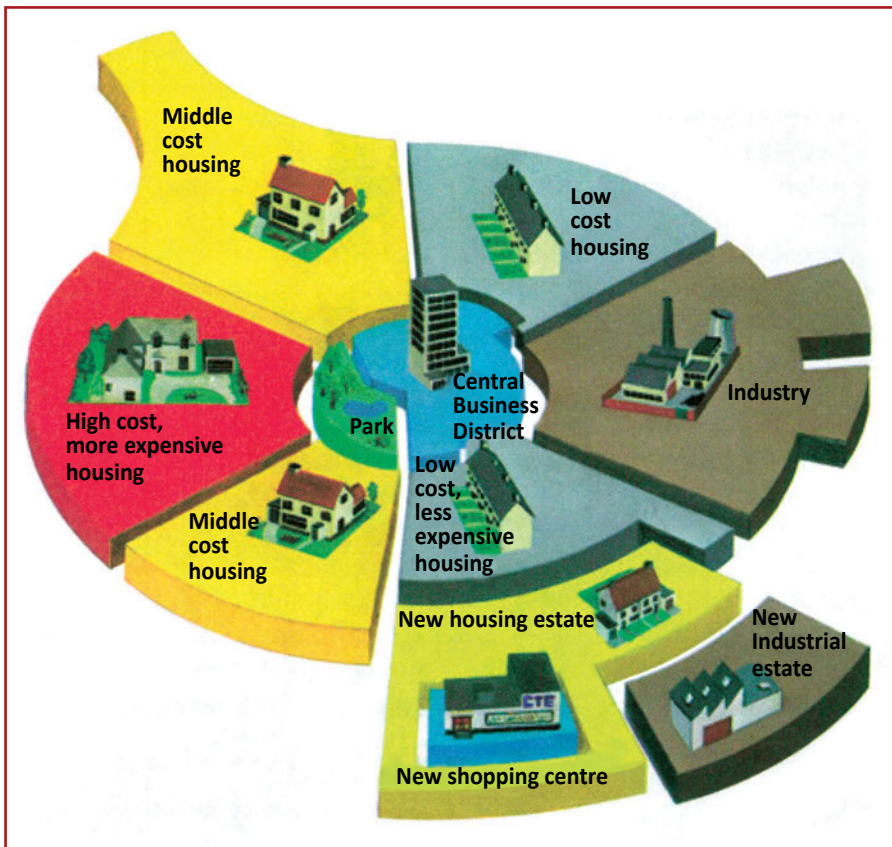 Middle
cost
housing
Low
cost
housing
High cost,
more expensive
housing
Park
Central
Business
District
Industry
Middle
cost
housing
Low
cost,
less
expensive
housing
New housing estate
New
Industrial
estate
CTE
New shopping centre